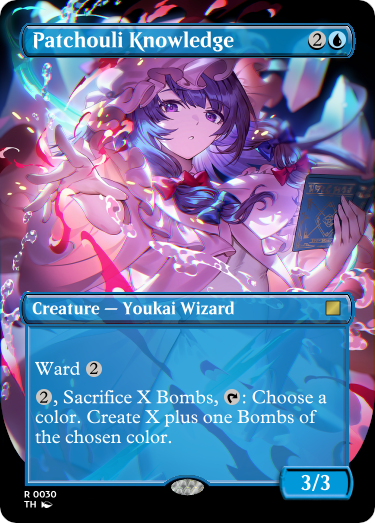 Patchouli Knowledge 2
Creature — Youkai Wizard
Ward 2
2, Sacrifice X Bombs, : Choose a
color. Create X plus one Bombs of
the chosen color.
3/3
R 0030
TH